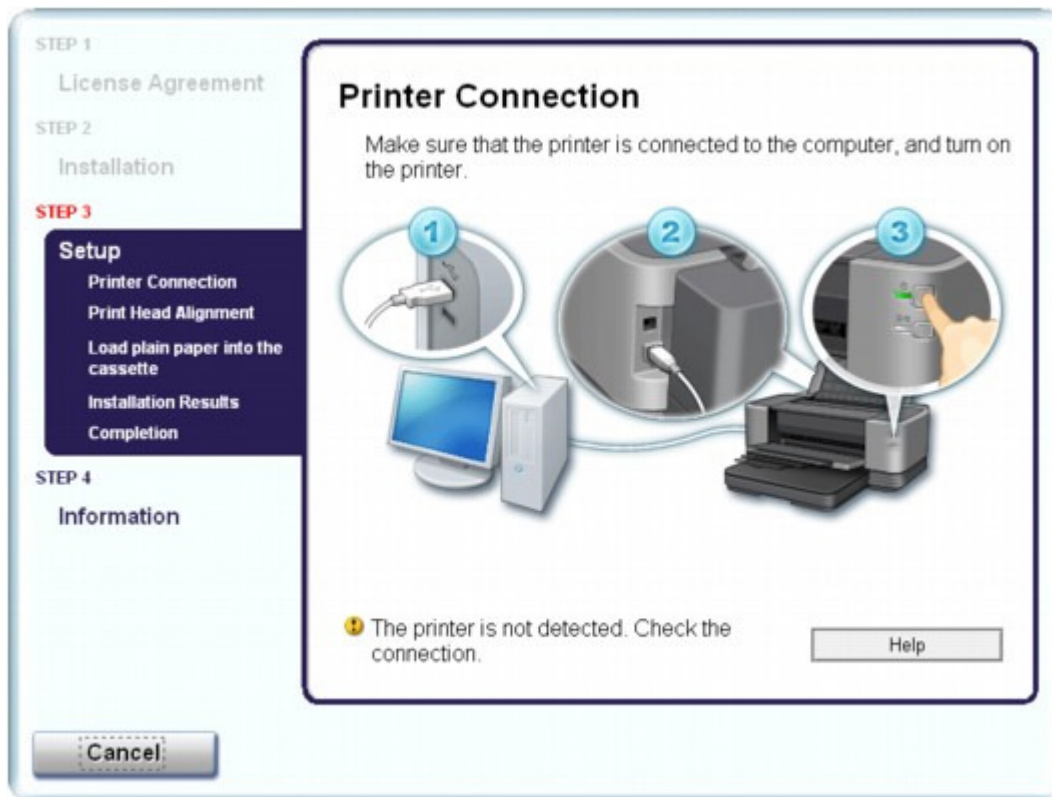 STEP 1
License Agreement
STEP 2
Installation
STEP 3
Setup
Printer Connection
Print Head Alignment
Load plain paper into the
cassette
Installation Results
Completion
STEP 4
Information
Cancel
Printer Connection
Make sure that the printer is connected to the computer, and turn on
the printer.
1
2
3
The printer is not detected. Check the
connection.
Help